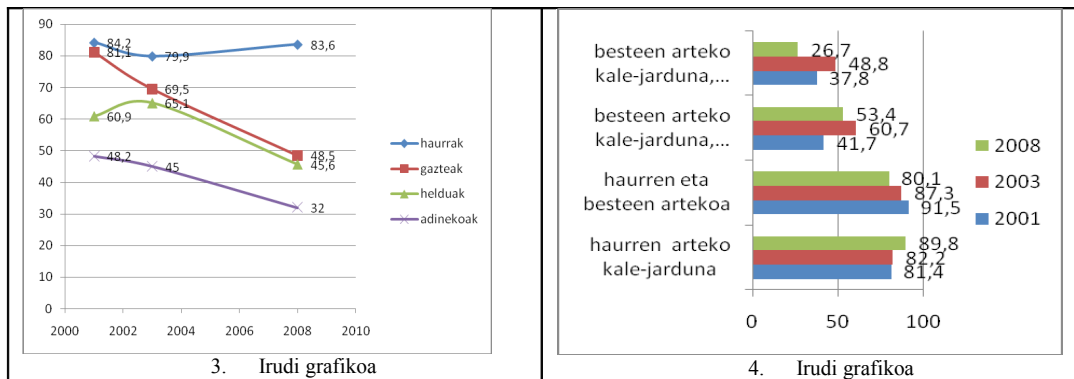 90
80
70
60
50
40
30
20
10
0
2000 2002 2004 2006 2008 2010
84,2
79,9
83,6
81,1
69,5
48,5
60,9
65,1
45,6
48,2
45
32
haurrak
gazteak
helduak
adinekoak
3. Irudi grafikoa
besteen arteko
kale-jarduna,...
26,7
48,8
37,8
besteen arteko
kale-jarduna,...
53,4
60,7
41,7
haurren eta
besteen artekoa
80,1
87,3
91,5
haurren arteko
kale-jarduna
89,8
82,2
81,4
0 50 100
2008
2003
2001
4. Irudi grafikoa